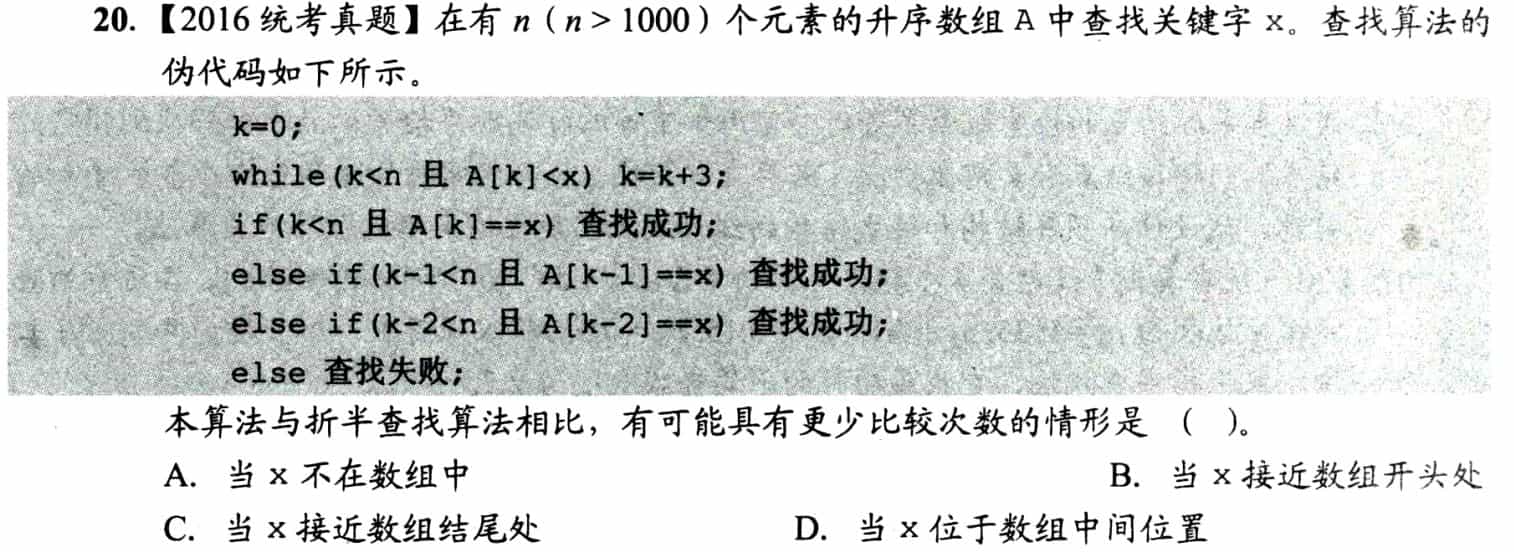 20. 【2016 统考真题】在有 n（n > 1000）个元素的升序数组 A 中查找关键字 x。查找算法的
伪代码如下所示。
k=0;
while(k<n 且 A[k]<x) k=k+3;
if(k<n 且 A[k]==x) 查找成功;
else if(k-1<n 且 A[k-1]==x) 查找成功;
else if(k-2<n 且 A[k-2]==x) 查找成功;
else 查找失败;
本算法与折半查找算法相比，有可能具有更少比较次数的情形是 （ ）。
A. 当 x 不在数组中 B. 当 x 接近数组开头处
C. 当 x 接近数组结尾处 D. 当 x 位于数组中间位置